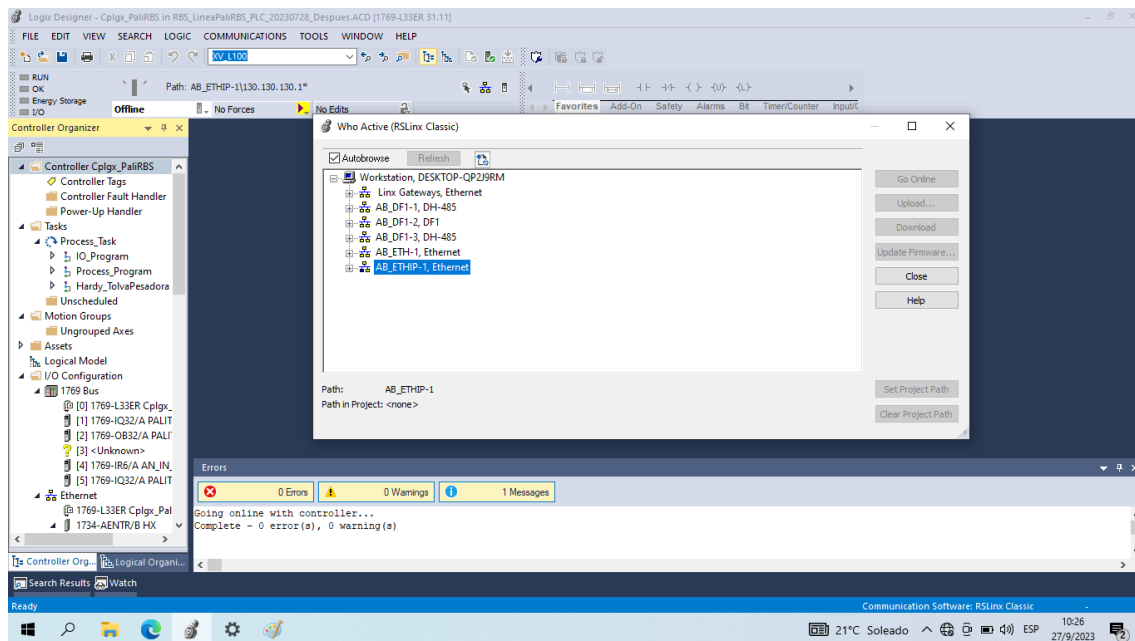 Logix Designer - Cplgx_PaliRBS in RBS_LineaPaliRBS_PLC_20230728_Despues.ACD [1769-L33ER 31.11]
FILE EDIT VIEW SEARCH LOGIC COMMUNICATIONS TOOLS WINDOW HELP
XV_L100
RUN
OK
Energy Storage
I/O
Path: AB_ETHIP-1\130.130.130.1*
Offline
No Forces
No Edits
Favorites Add-On Safety Alarms Bit Timer/Counter Input/
Controller Organizer
Controller Cplgx_PaliRBS
Controller Tags
Controller Fault Handler
Power-Up Handler
Tasks
Process_Task
IO_Program
Process_Program
Hardy_TolvaPesadora
Unscheduled
Motion Groups
Ungrouped Axes
Assets
Logical Model
I/O Configuration
1769 Bus
[0] 1769-L33ER Cplgx_
[1] 1769-IQ32/A PALIT
[2] 1769-OB32/A PALI
[3] <Unknown>
[4] 1769-IR6/A AN_IN_
[5] 1769-IQ32/A PALIT
Ethernet
1769-L33ER Cplgx_Pal
1734-AENTR/B HX
Controller Org...
Logical Organi...
Who Active (RSLinx Classic)
Autobrowse
Refresh
Workstation, DESKTOP-QP2J9RM
Linx Gateways, Ethernet
AB_DF1-1, DH-485
AB_DF1-2, DF1
AB_DF1-3, DH-485
AB_ETH-1, Ethernet
AB_ETHIP-1, Ethernet
Go Online
Upload...
Download
Update Firmware...
Close
Help
Set Project Path
Clear Project Path
Path: AB_ETHIP-1
Path in Project: <none>
Errors
0 Errors
0 Warnings
1 Messages
Going online with controller...
Complete - 0 error(s), 0 warning(s)
Search Results
Watch
Ready
Communication Software: RSLinx Classic -
21°C Soleado
ESP
10:26
27/9/2023
2